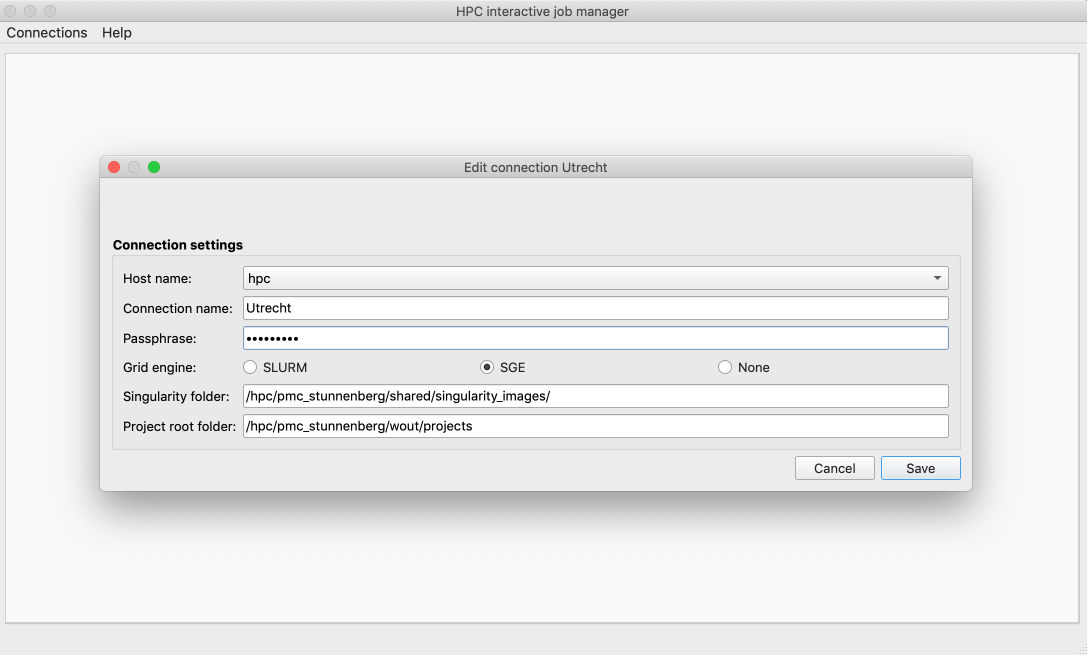 HPC interactive job manager
Connections Help
Edit connection Utrecht
Connection settings
Host name: hpc
Connection name: Utrecht
Passphrase: •••••••••
Grid engine: SLURM SGE None
Singularity folder: /hpc/pmc_stunnenberg/shared/singularity_images/
Project root folder: /hpc/pmc_stunnenberg/wout/projects
Cancel Save